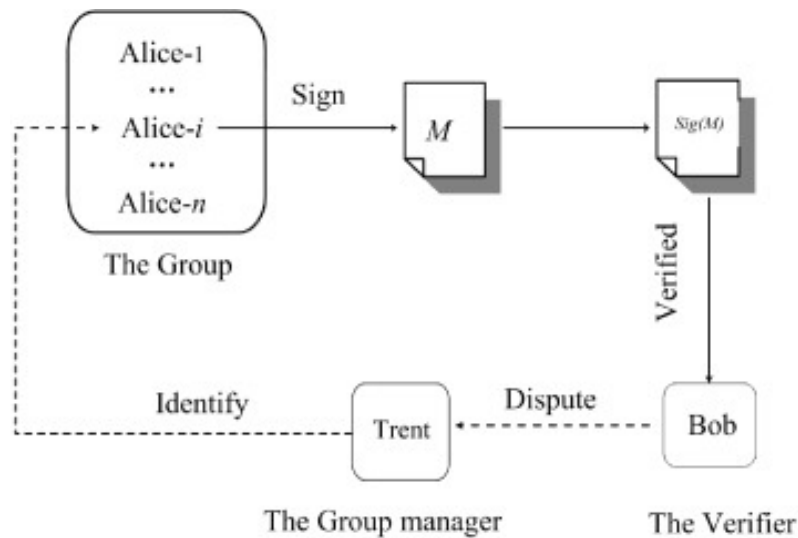 Alice-1
...
Alice-i
...
Alice-n
The Group
Sign
M
Sig(M)
Verified
Identify
Trent
Dispute
Bob
The Group manager
The Verifier